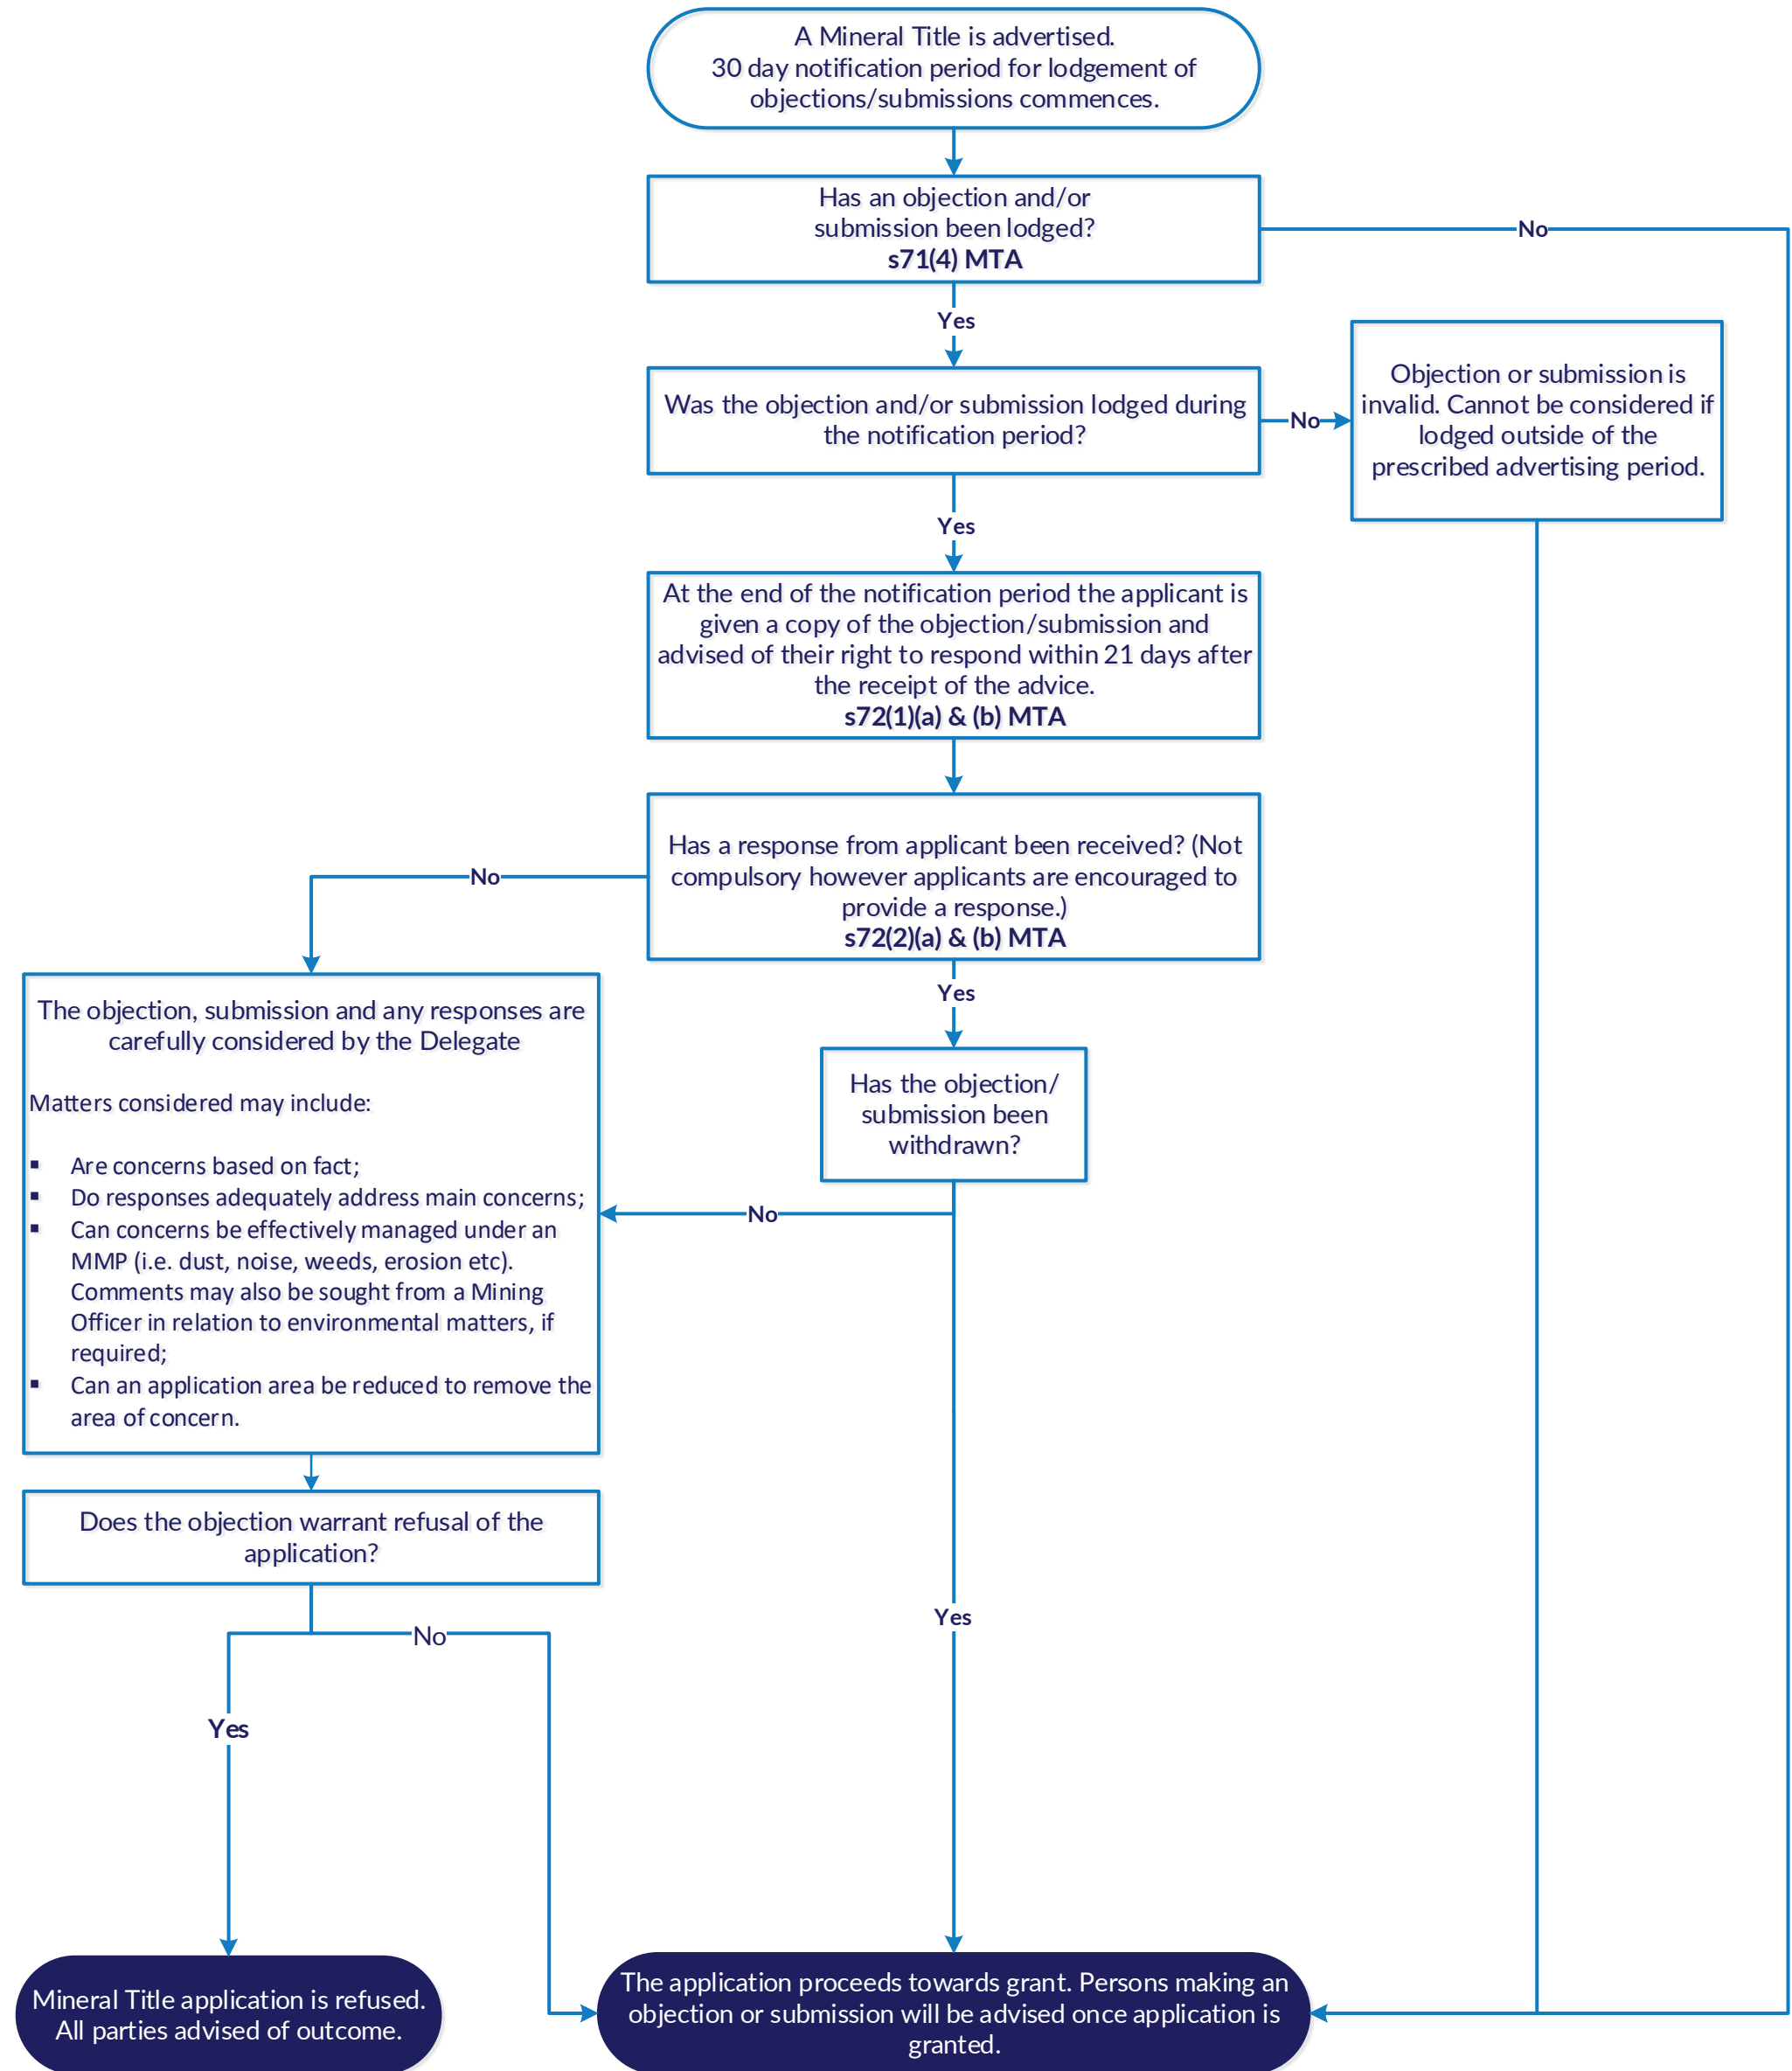 A Mineral Title is advertised.
30 day notification period for lodgement of
objections/submissions commences.
Has an objection and/or
submission been lodged?
s71(4) MTA
No
Yes
Was the objection and/or submission lodged during
the notification period?
No
Objection or submission is
invalid. Cannot be considered if
lodged outside of the
prescribed advertising period.
Yes
At the end of the notification period the applicant is
given a copy of the objection/submission and
advised of their right to respond within 21 days after
the receipt of the advice.
s72(1)(a) & (b) MTA
Has a response from applicant been received? (Not
compulsory however applicants are encouraged to
provide a response.)
s72(2)(a) & (b) MTA
No
Yes
The objection, submission and any responses are
carefully considered by the Delegate
Matters considered may include:
▪ Are concerns based on fact;
▪ Do responses adequately address main concerns;
▪ Can concerns be effectively managed under an
MMP (i.e. dust, noise, weeds, erosion etc).
Comments may also be sought from a Mining
Officer in relation to environmental matters, if
required;
▪ Can an application area be reduced to remove the
area of concern.
Has the objection/
submission been
withdrawn?
No
Does the objection warrant refusal of the
application?
Yes
No
Yes
Mineral Title application is refused.
All parties advised of outcome.
The application proceeds towards grant. Persons making an
objection or submission will be advised once application is
granted.